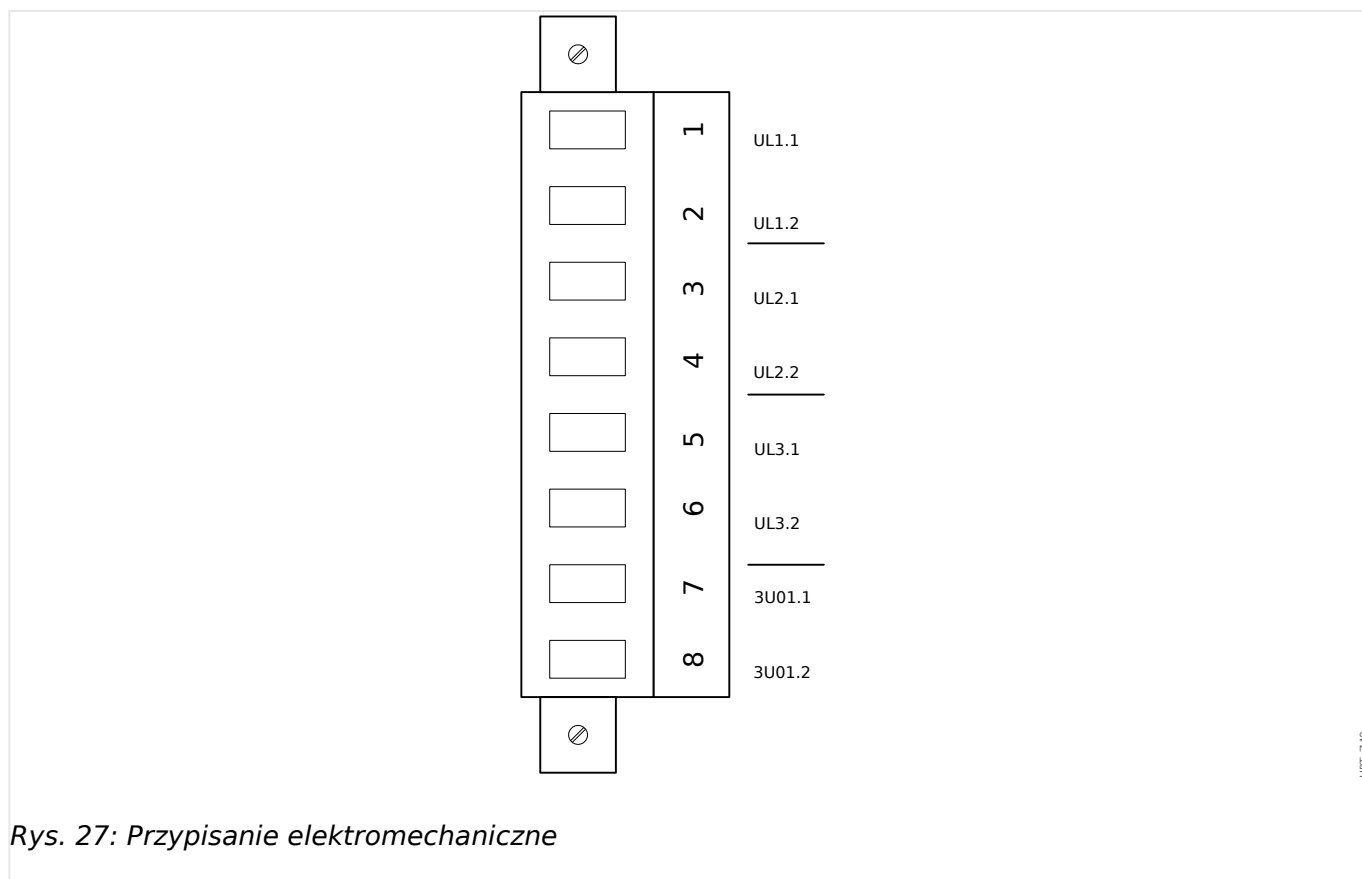 1 UL1.1
2 UL1.2
3 UL2.1
4 UL2.2
5 UL3.1
6 UL3.2
7 3U01.1
8 3U01.2
Rys. 27: Przypisanie elektromechaniczne